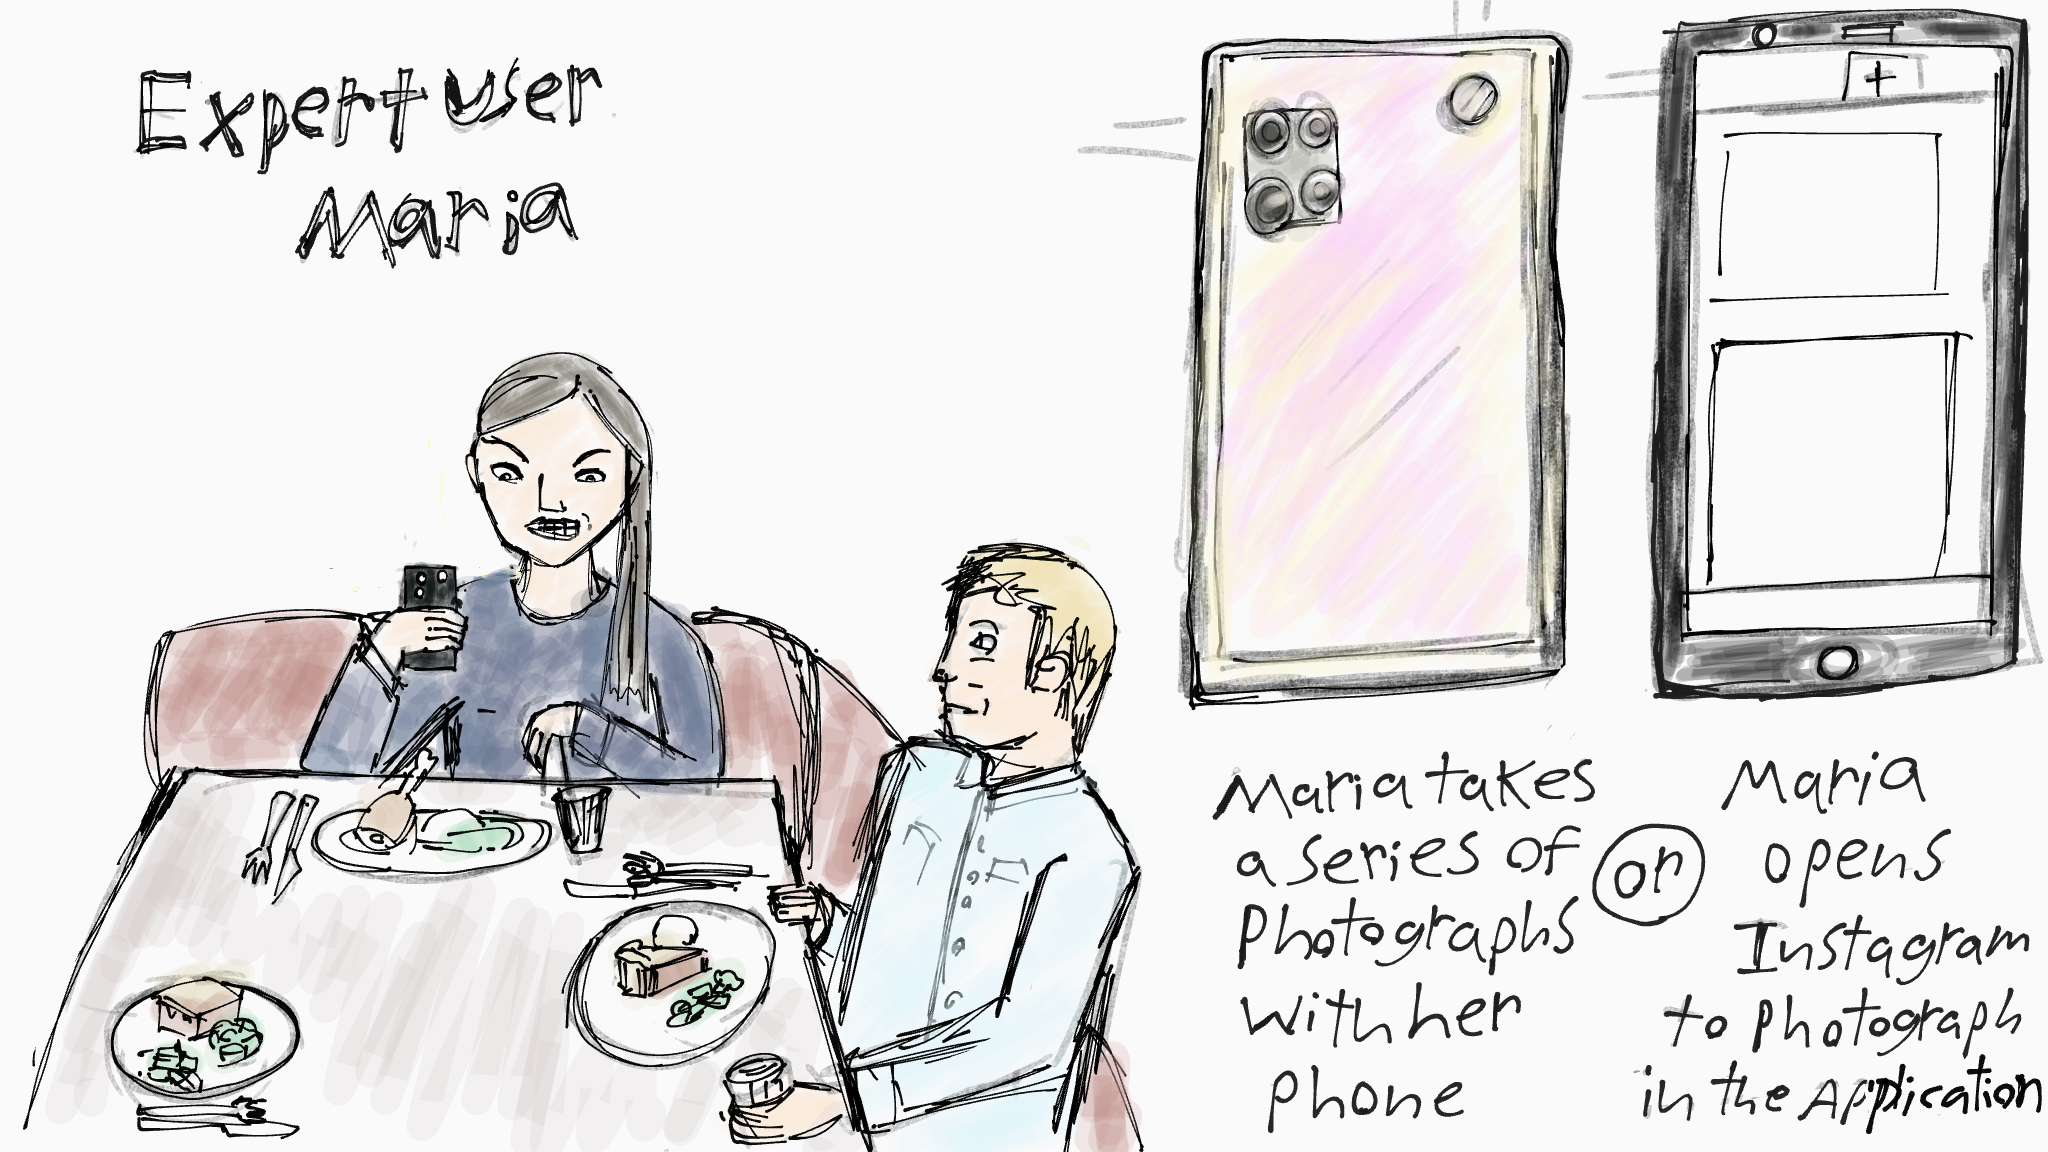 Expert user
Maria
Maria takes
a series of
Photographs
with her
phone
or
Maria
opens
Instagram
to photograph
in the Application
+